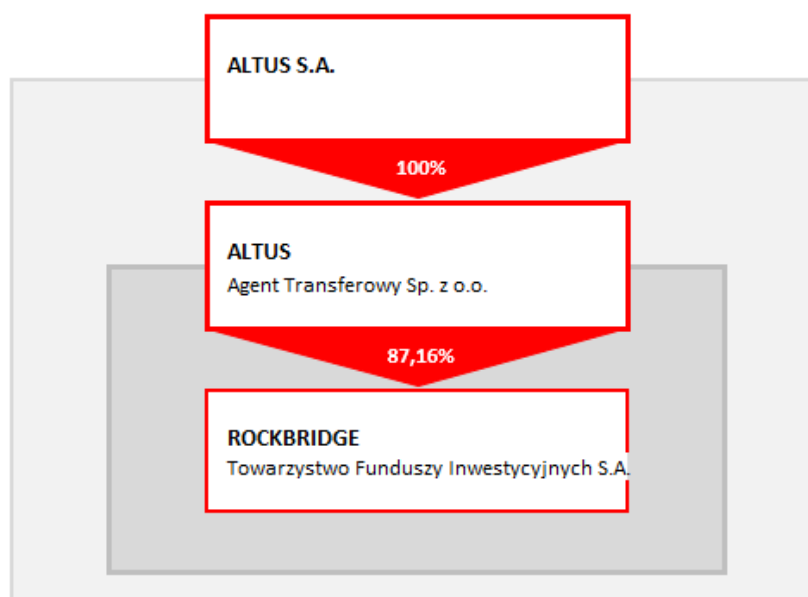 ALTUS S.A.
100%
ALTUS
Agent Transferowy Sp. z o.o.
87,16%
ROCKBRIDGE
Towarzystwo Funduszy Inwestycyjnych S.A.